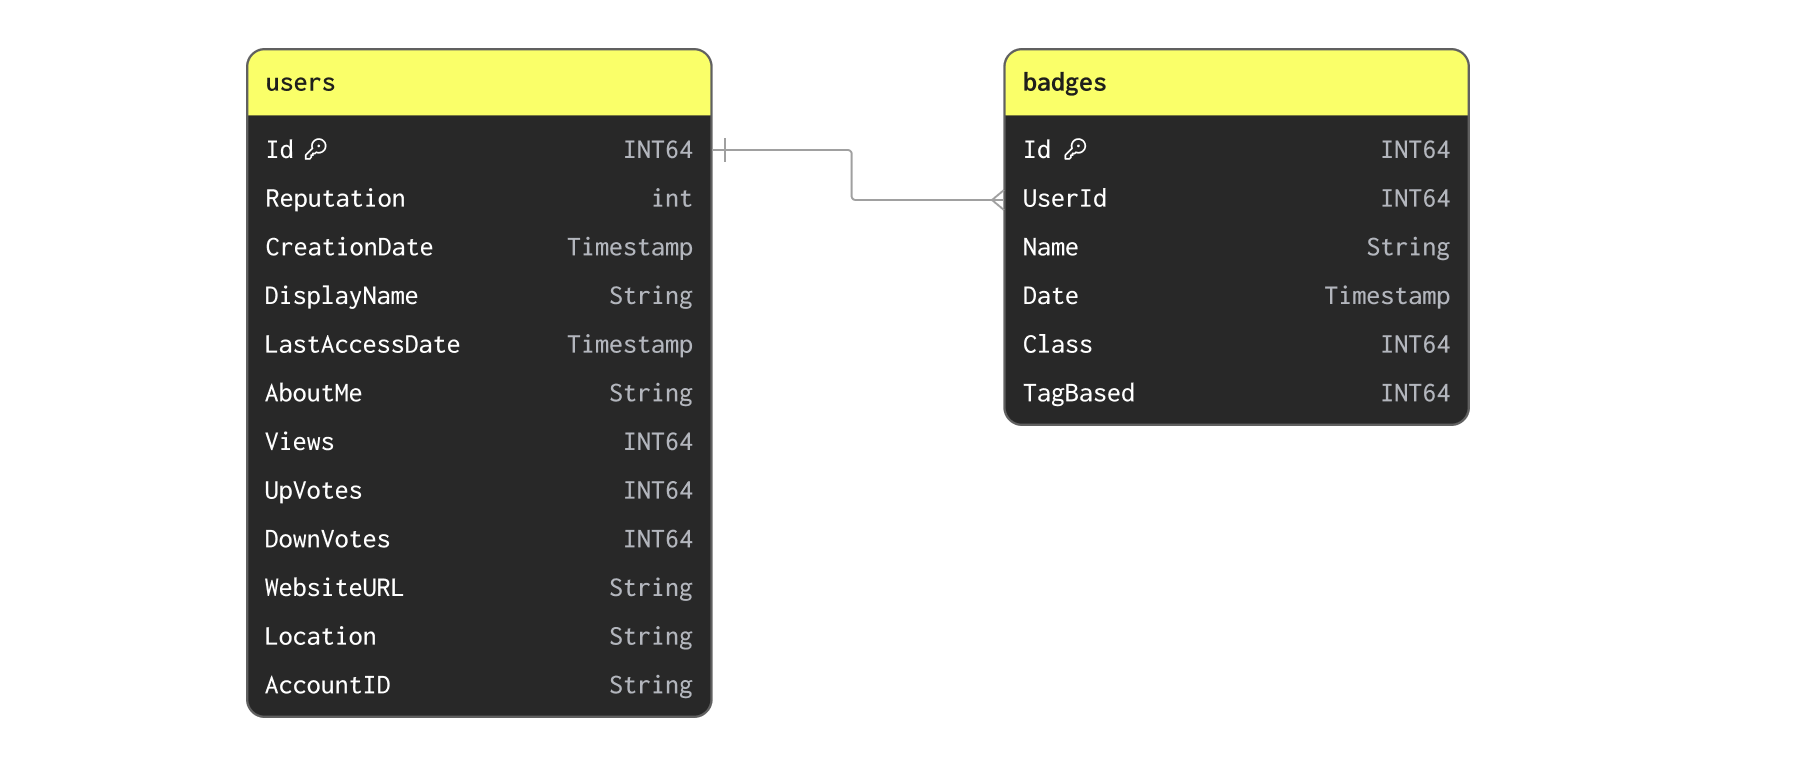 users
Id INT64
Reputation int
CreationDate Timestamp
DisplayName String
LastAccessDate Timestamp
AboutMe String
Views INT64
UpVotes INT64
DownVotes INT64
WebsiteURL String
Location String
AccountID String
badges
Id INT64
UserId INT64
Name String
Date Timestamp
Class INT64
TagBased INT64